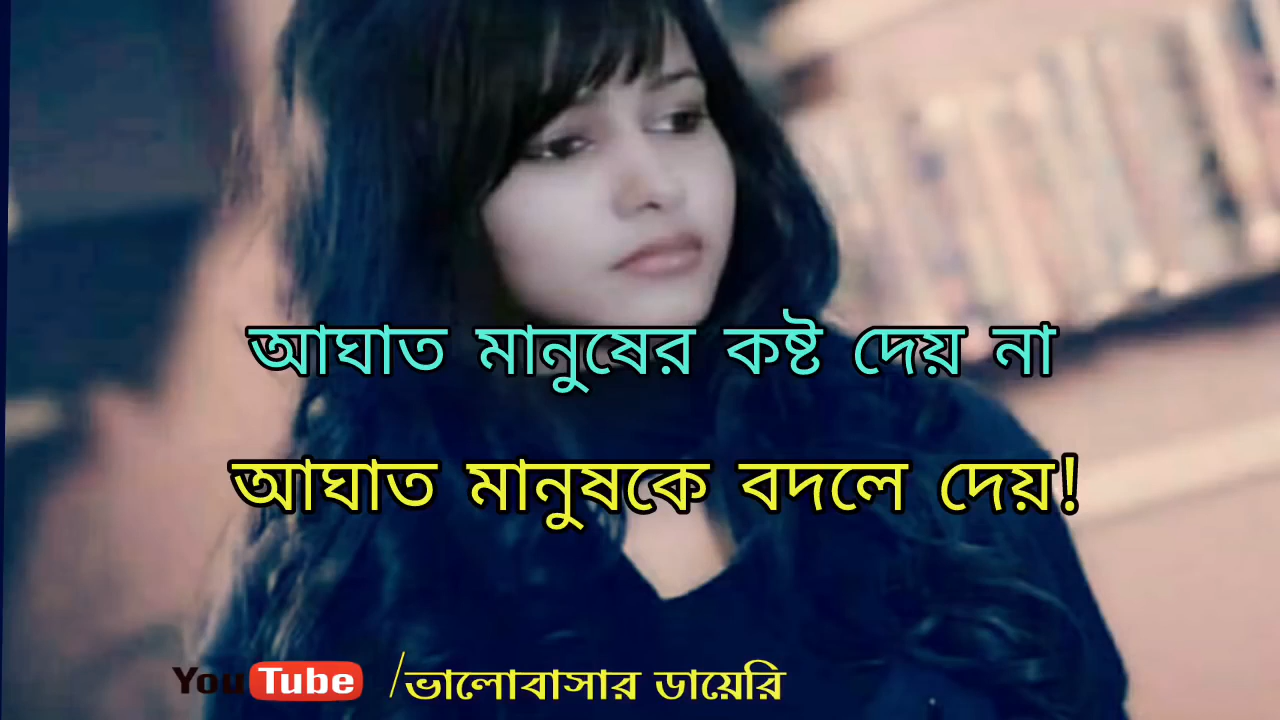 আঘাত মানুষের কষ্ট দেয় না
আঘাত মানুষকে বদলে দেয়!
YouTube /ভালোবাসার ডায়েরি